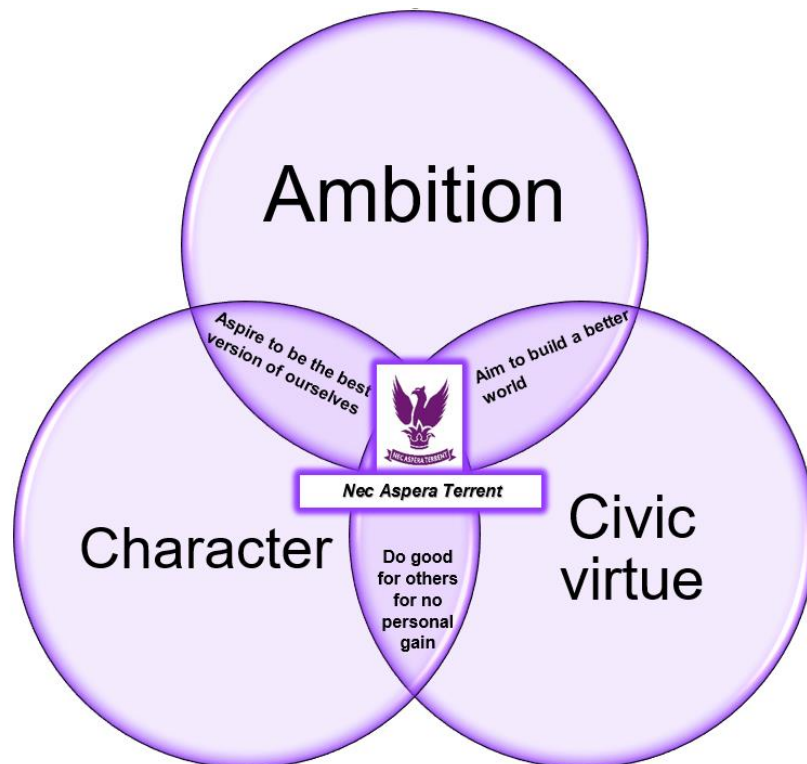 Ambition
Aspire to be the best
version of ourselves
Aim to build a better
world
NEC ASPERA TERRENT
Nec Aspera Terrent
Character
Civic
virtue
Do good
for others
for no
personal
gain